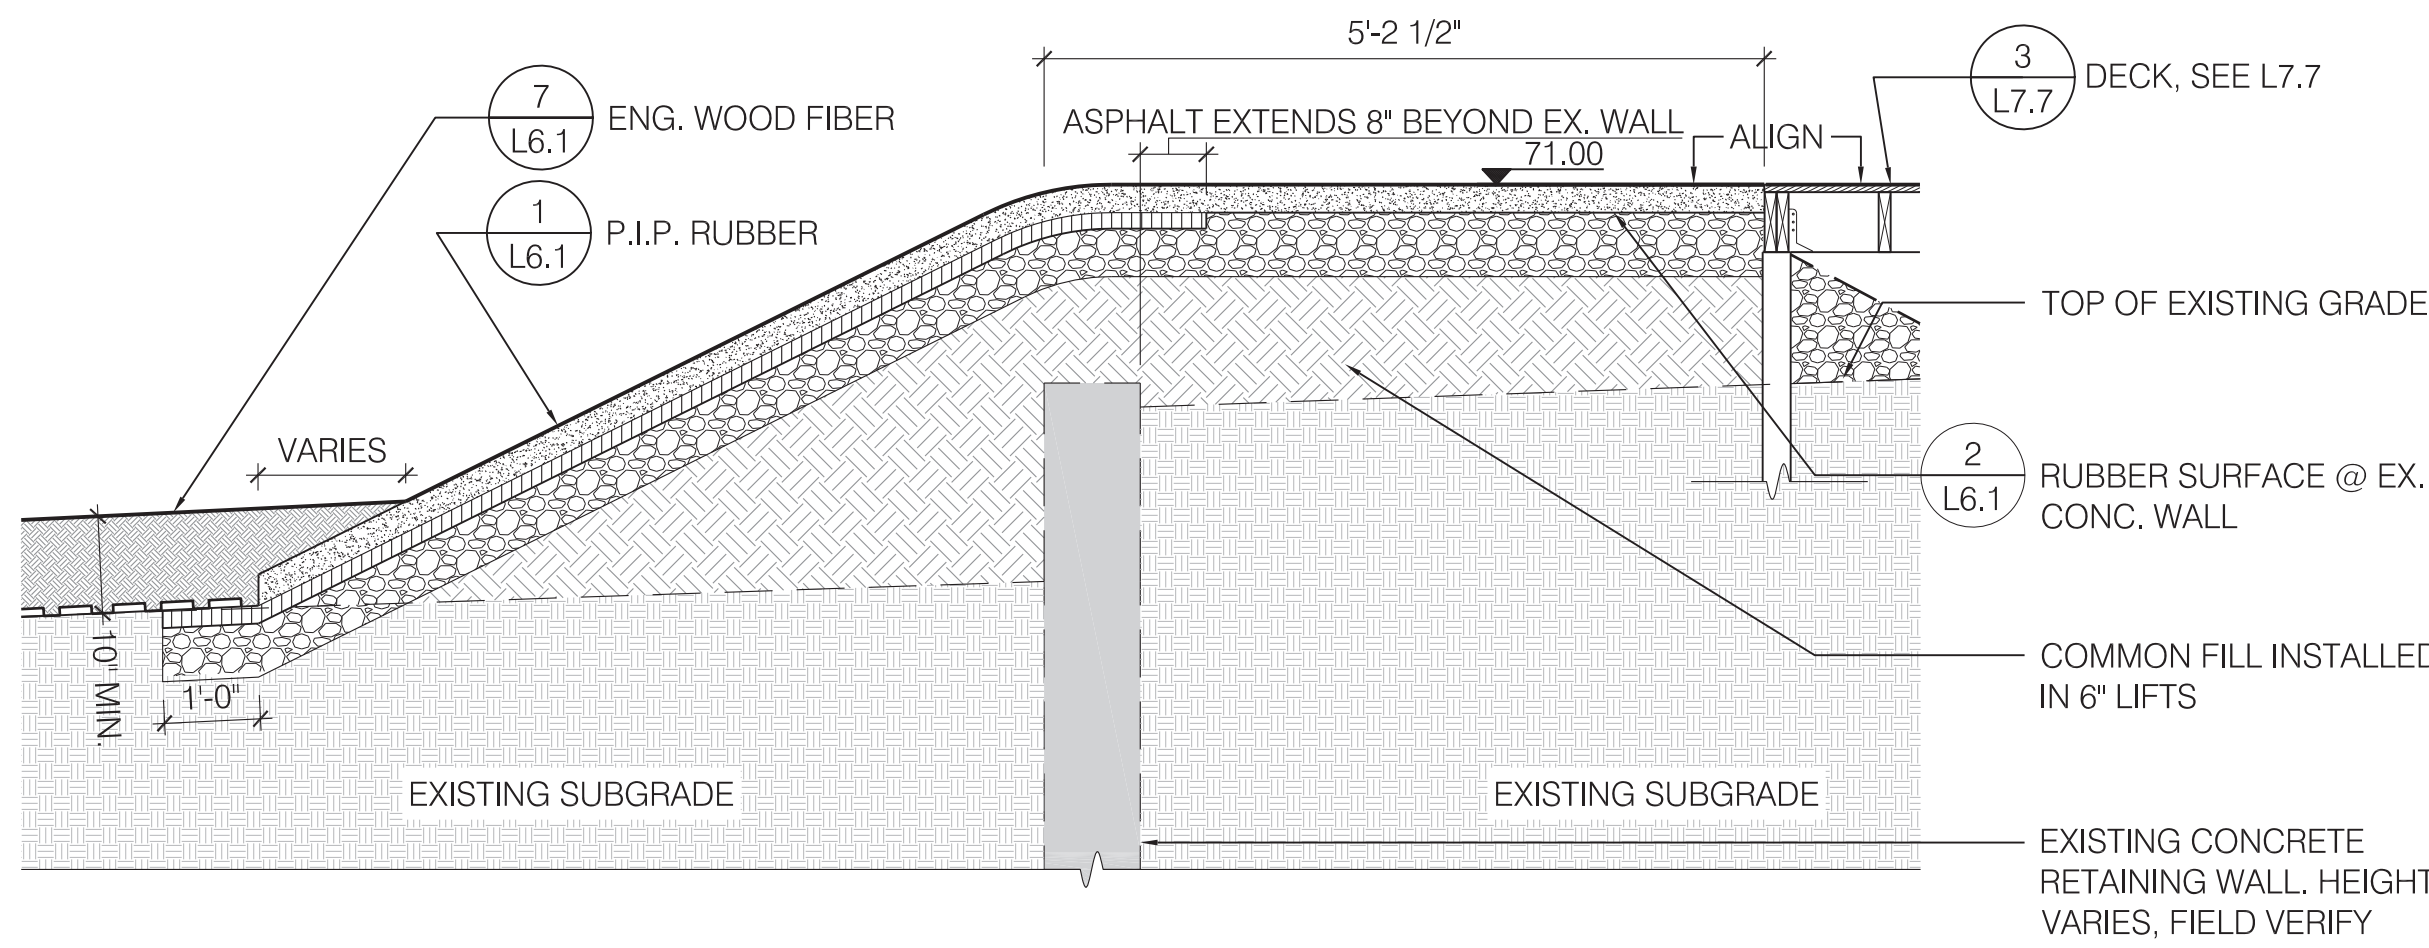 5'-2 1/2"
3
L7.7
DECK, SEE L7.7
7
L6.1
ENG. WOOD FIBER
ASPHALT EXTENDS 8" BEYOND EX. WALL
ALIGN
71.00
1
L6.1
P.I.P. RUBBER
TOP OF EXISTING GRADE
VARIES
2
L6.1
RUBBER SURFACE @ EX.
CONC. WALL
1'0" MIN.
1'-0"
COMMON FILL INSTALLED
IN 6" LIFTS
EXISTING SUBGRADE
EXISTING SUBGRADE
EXISTING CONCRETE
RETAINING WALL. HEIGHT
VARIES, FIELD VERIFY